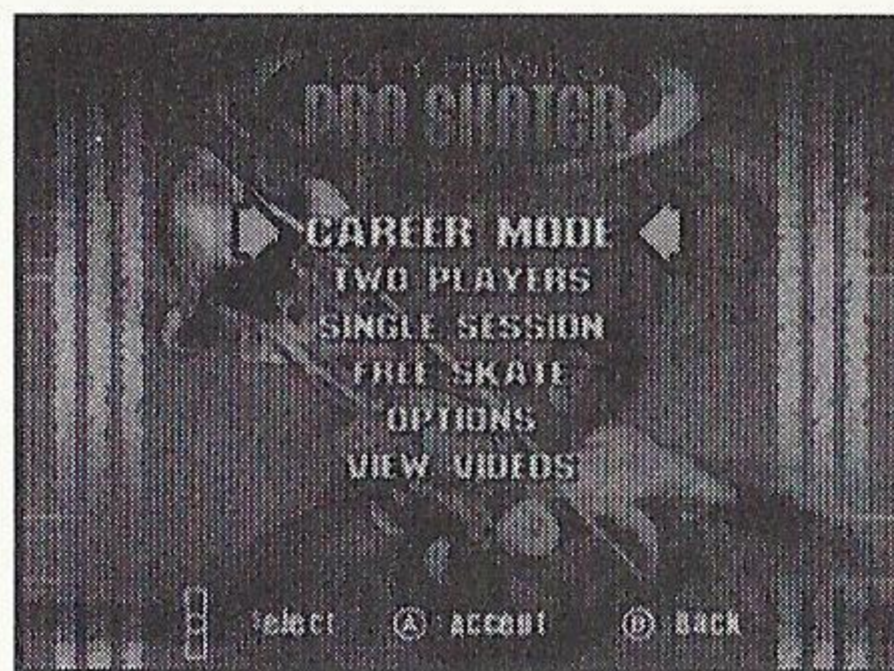 PRO SKATER
CAREER MODE
TWO PLAYERS
SINGLE SESSION
FREE SKATE
OPTIONS
VIEW VIDEOS
select A accept B back